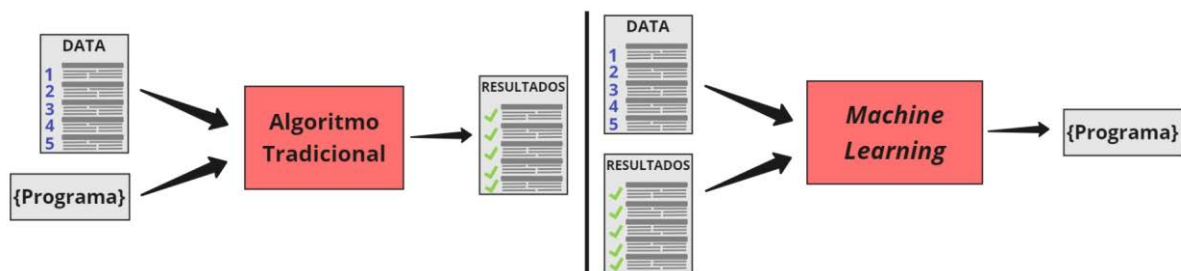 DATA
1
2
3
4
5
{Programa}
Algoritmo
Tradicional
RESULTADOS
DATA
1
2
3
4
5
RESULTADOS
Machine
Learning
{Programa}